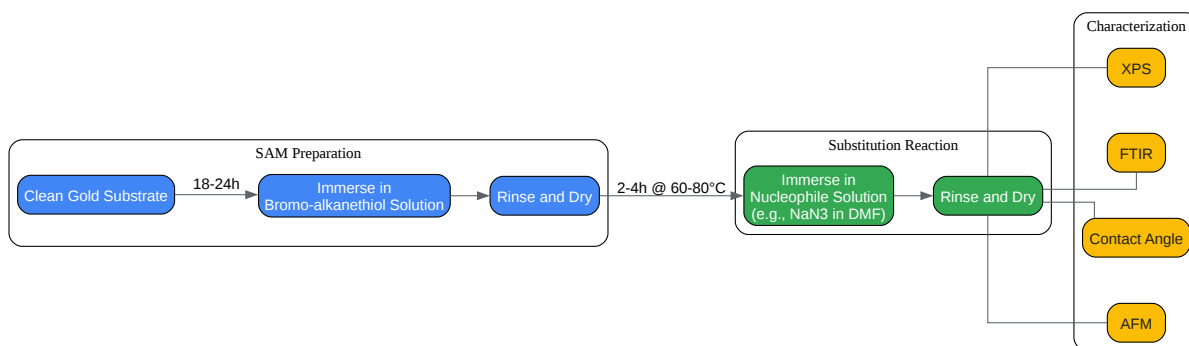 SAM Preparation
Clean Gold Substrate
18-24h
Immerse in
Bromo-alkanethiol Solution
Rinse and Dry
2-4h @ 60-80°C
Substitution Reaction
Immerse in
Nucleophile Solution
(e.g., NaN3 in DMF)
Rinse and Dry
Characterization
XPS
FTIR
Contact Angle
AFM